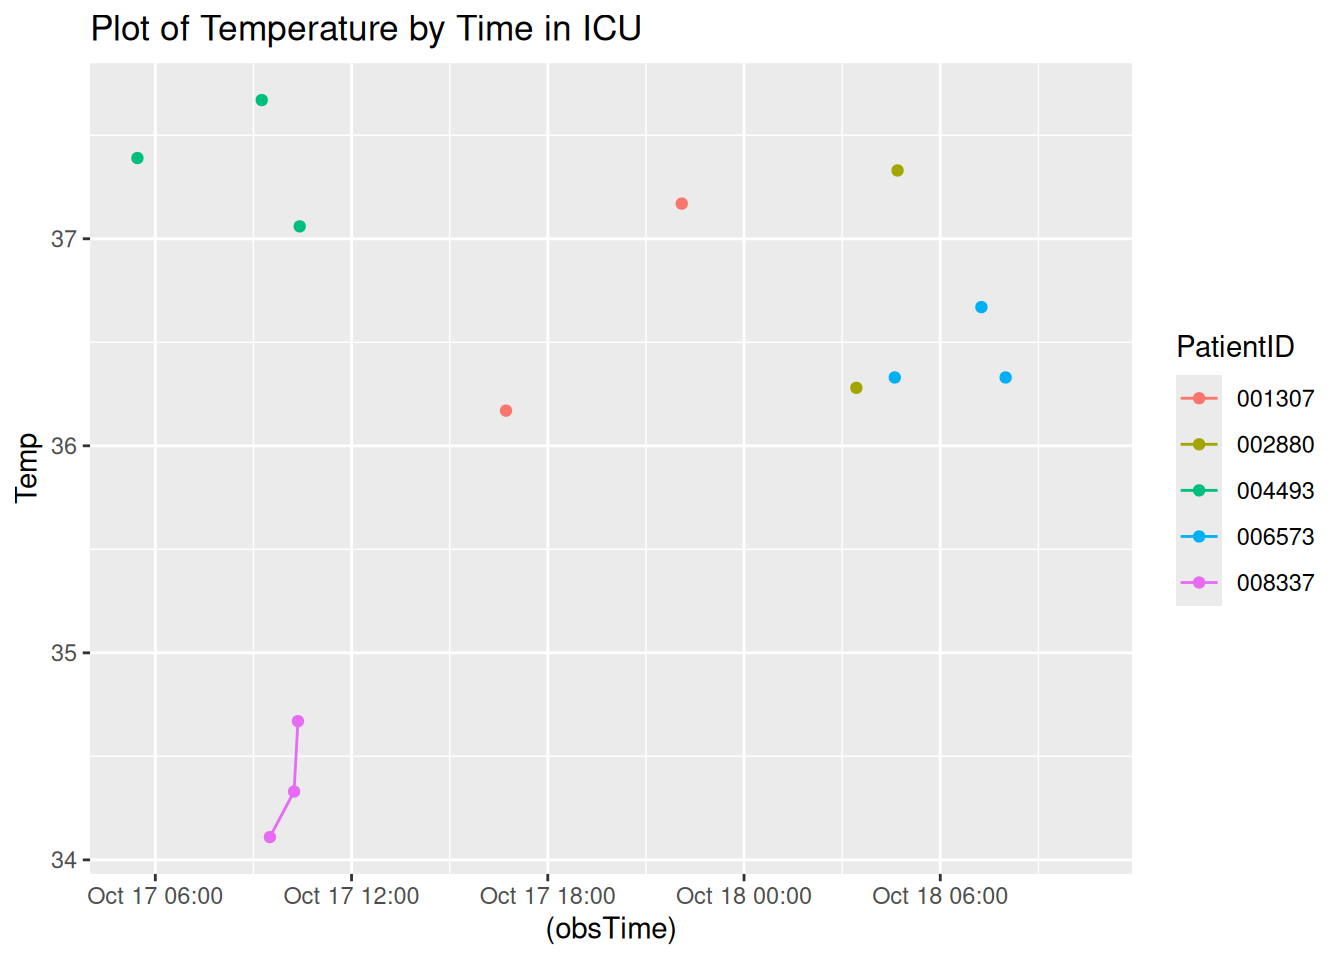 Plot of Temperature by Time in ICU
37
36
35
34
Temp
Oct 17 06:00
Oct 17 12:00
Oct 17 18:00
Oct 18 00:00
Oct 18 06:00
(obsTime)
PatientID
001307
002880
004493
006573
008337